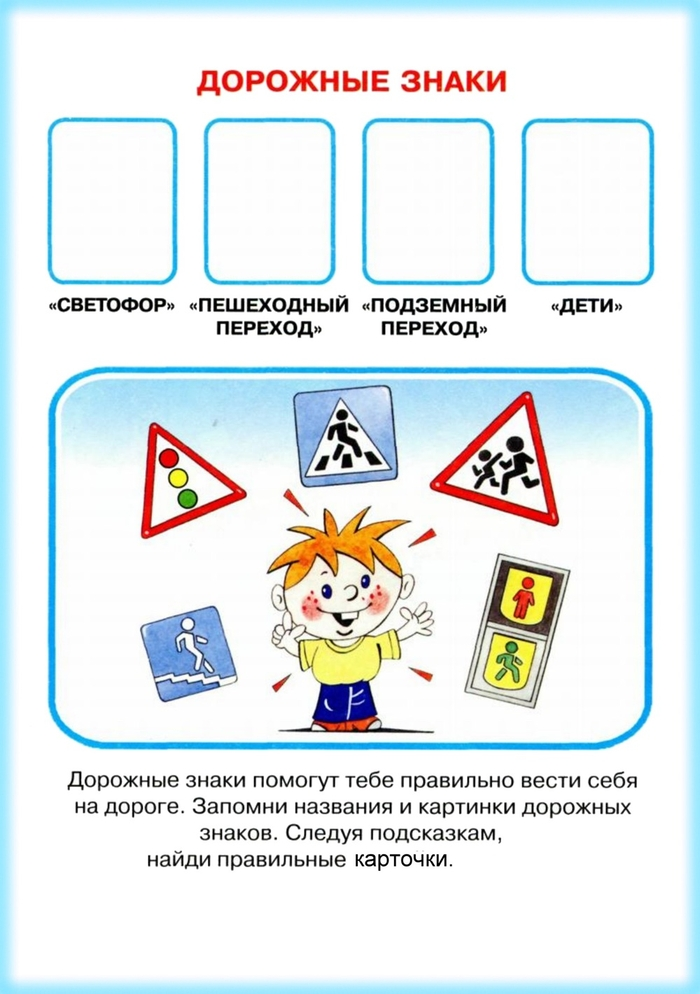 ДОРОЖНЫЕ ЗНАКИ
«СВЕТОФОР» «ПЕШЕХОДНЫЙ ПЕРЕХОД» «ПОДЗЕМНЫЙ ПЕРЕХОД» «ДЕТИ»
Дорожные знаки помогут тебе правильно вести себя
на дороге. Запомни названия и картинки дорожных
знаков. Следуя подсказкам,
найди правильные карточки.